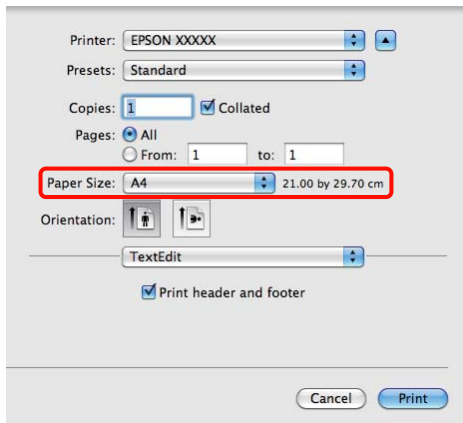 Printer: EPSON XXXXX
Presets: Standard
Copies: 1 Collated
Pages: All
From: 1 to: 1
Paper Size: A4 21.00 by 29.70 cm
Orientation:
TextEdit
Print header and footer
Cancel Print